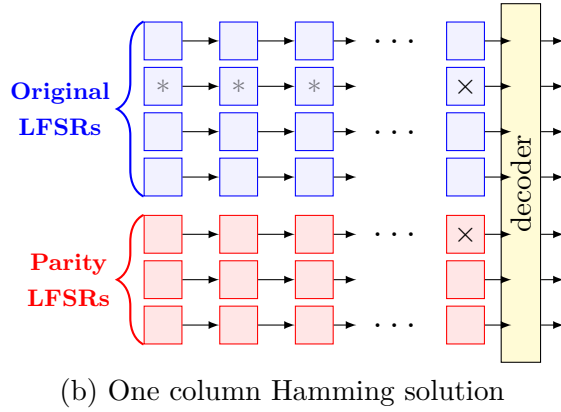 Original
LFSRs
* * * ×
Parity
LFSRs
×
decoder
(b) One column Hamming solution